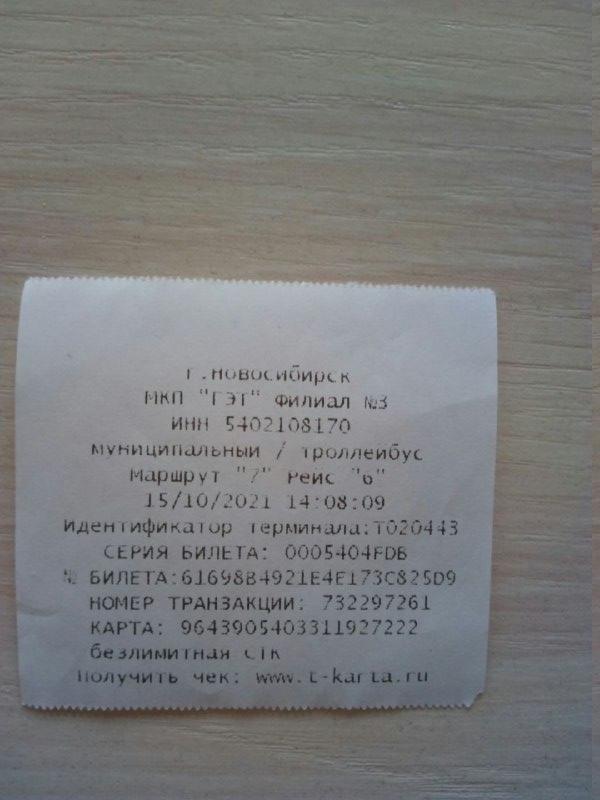 г.Новосибирск
МКП "ГЭТ" Филиал №3
ИНН 5402108170
муниципальный / троллейбус
Маршрут "7" Рейс "6"
15/10/2021 14:08:09
Идентификатор терминала:T020443
СЕРИЯ БИЛЕТА: 0005404FDB
№ БИЛЕТА:61698B4921E4E173C825D9
НОМЕР ТРАНЗАКЦИИ: 732297261
КАРТА: 9643905403311927222
безлимитная СТК
Получить чек: www.t-karta.ru